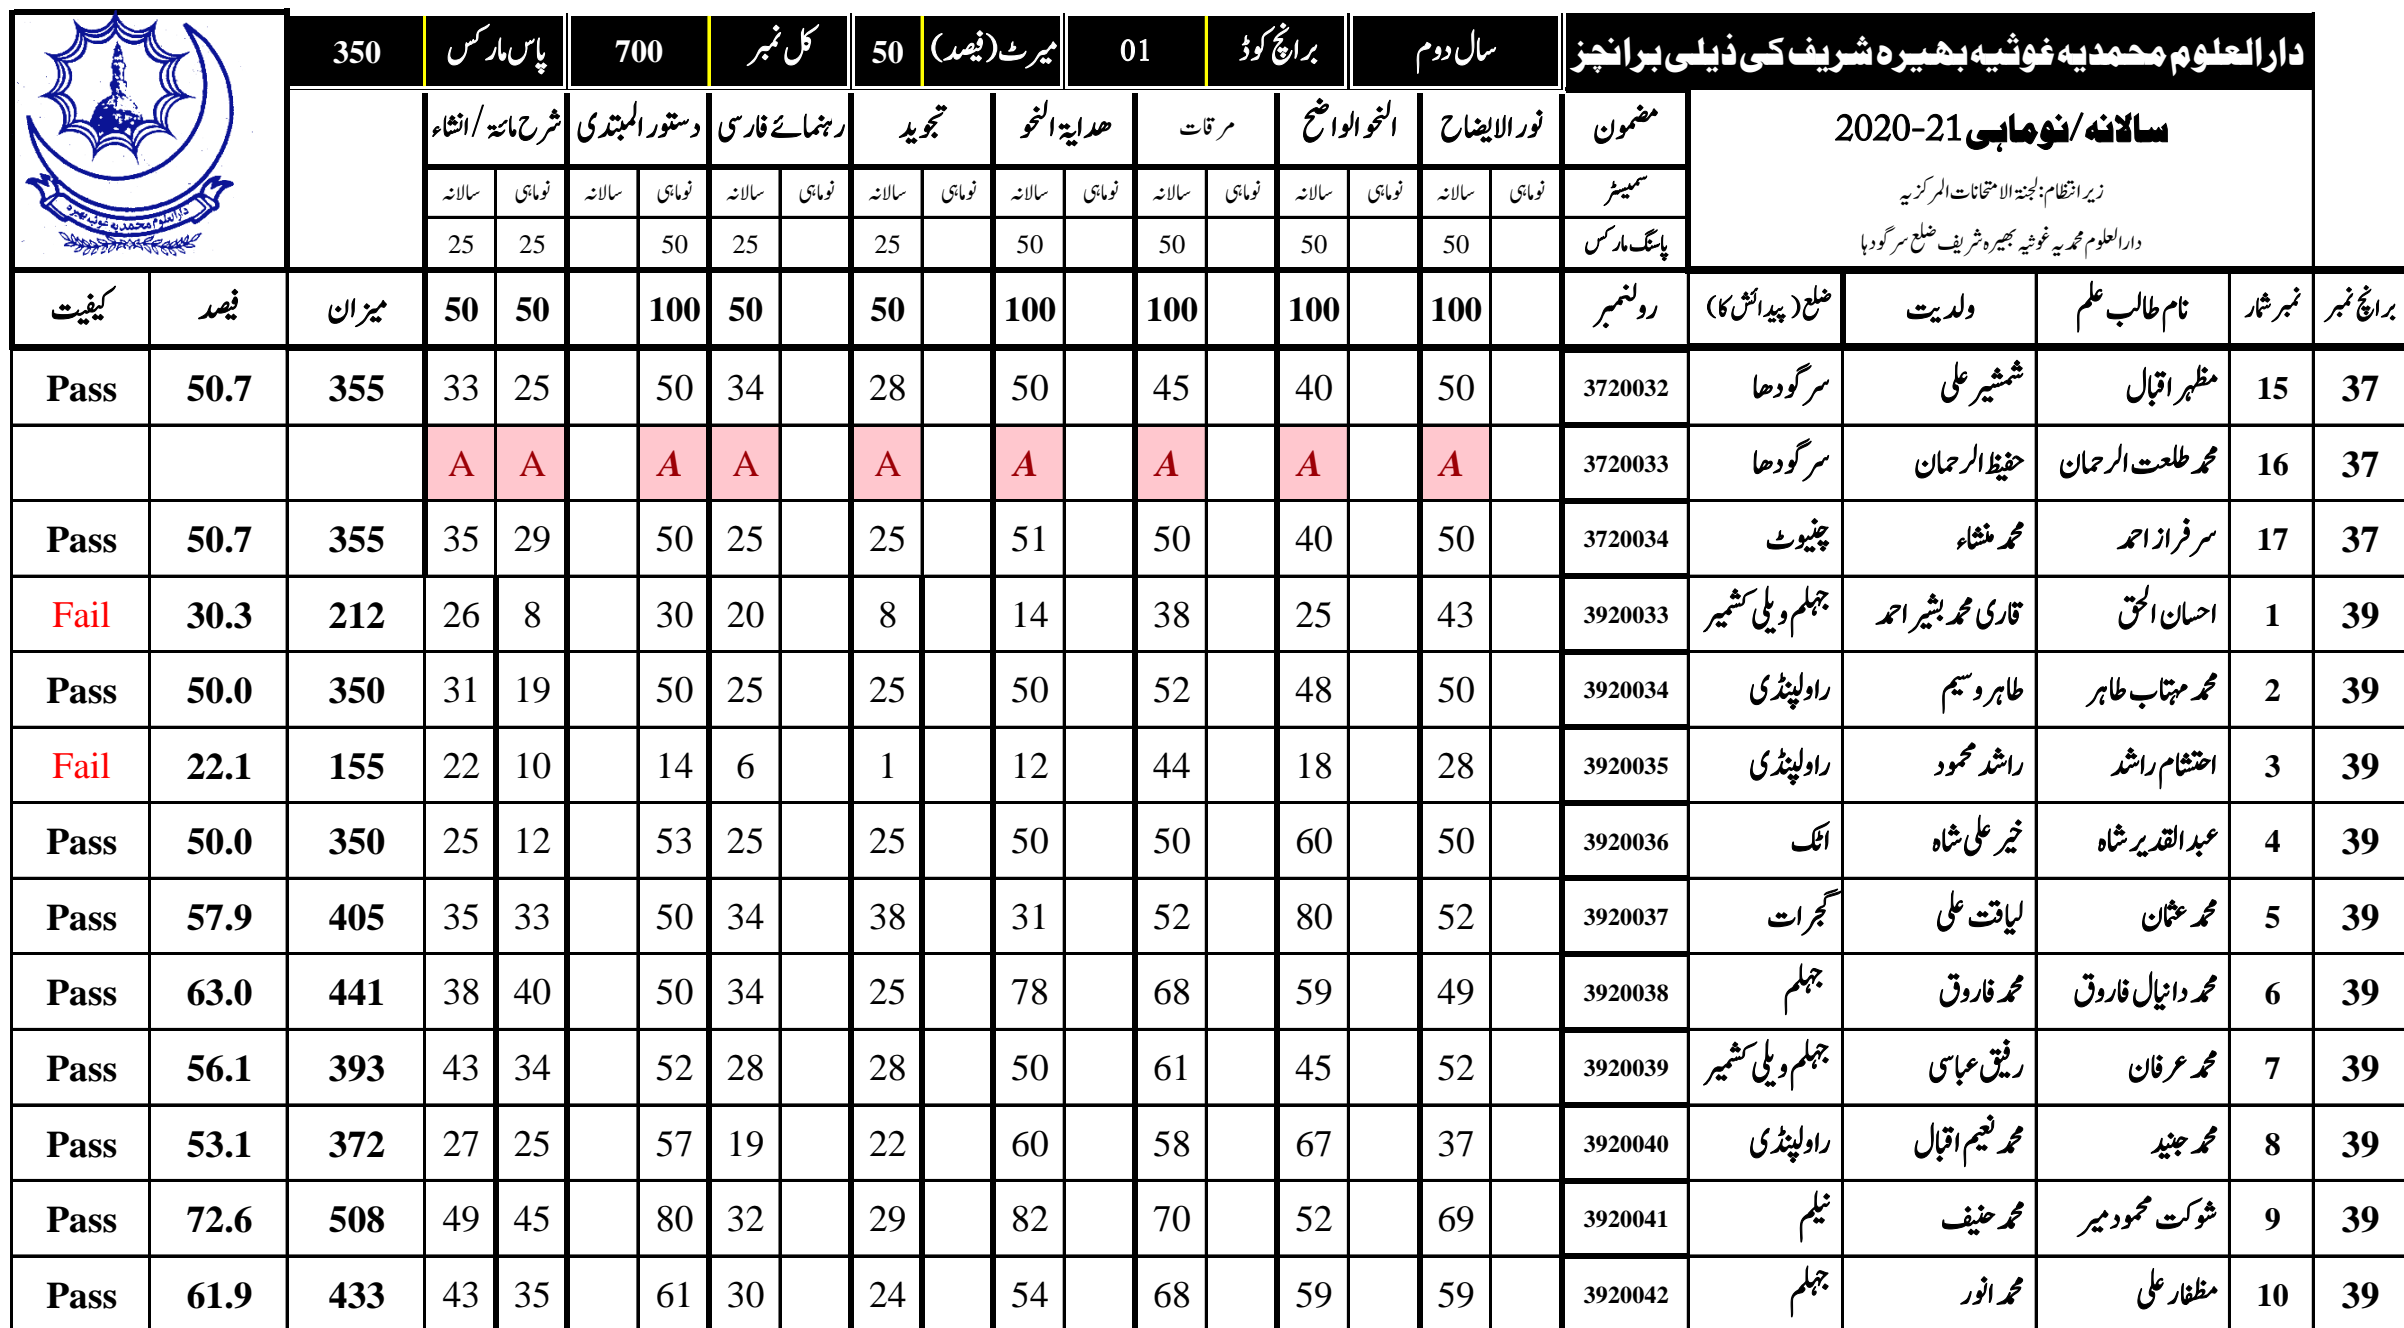 دارالعلوم محمدیہ غوثیہ بھیرہ شریف کی ذیلی برانچز سال دوم برانچ کوڈ 01 میرٹ (فیصد) 50 کل نمبر 700 پاس مارکس 350
سالانہ/نوماہی 2020-21
زیر انتظام: لجنۃ الامتحانات المرکزیہ
دارالعلوم محمدیہ غوثیہ بھیرہ شریف ضلع سرگودہا
مضمون نور الایضاح النحو الواضح مرقات ھدایۃ النحو تجوید رہنمائے فارسی دستور المبتدی شرح مائۃ/انشاء
سمیسٹر نوماہی سالانہ نوماہی سالانہ نوماہی سالانہ نوماہی سالانہ نوماہی سالانہ نوماہی سالانہ نوماہی سالانہ نوماہی سالانہ
پاسنگ مارکس 50 50 50 50 25 25 50 25 25
دارالعلوم محمدیہ غوثیہ بھیرہ
برانچ نمبر نمبر شمار نام طالب علم ولدیت ضلع (پیدائش کا) رولنمبر 100 100 100 100 50 50 100 50 50 میزان فیصد کیفیت
37 15 مظہر اقبال شمشیر علی سرگودھا 3720032 50 40 45 50 28 34 50 25 33 355 50.7 Pass
37 16 محمد طلعت الرحمان حفیظ الرحمان سرگودھا 3720033 A A A A A A A A A
37 17 سرفراز احمد محمد منشاء چنیوٹ 3720034 50 40 50 51 25 25 50 29 35 355 50.7 Pass
39 1 احسان الحق قاری محمد بشیر احمد جہلم ویلی کشمیر 3920033 43 25 38 14 8 20 30 8 26 212 30.3 Fail
39 2 محمد مہتاب طاہر طاہر وسیم راولپنڈی 3920034 50 48 52 50 25 25 50 19 31 350 50.0 Pass
39 3 احتشام راشد راشد محمود راولپنڈی 3920035 28 18 44 12 1 6 14 10 22 155 22.1 Fail
39 4 عبدالقدیر شاہ خیر علی شاہ اٹک 3920036 50 60 50 50 25 25 53 12 25 350 50.0 Pass
39 5 محمد عثمان لیاقت علی گجرات 3920037 52 80 52 31 38 34 50 33 35 405 57.9 Pass
39 6 محمد دانیال فاروق محمد فاروق جہلم 3920038 49 59 68 78 25 34 50 40 38 441 63.0 Pass
39 7 محمد عرفان رفیق عباسی جہلم ویلی کشمیر 3920039 52 45 61 50 28 28 52 34 43 393 56.1 Pass
39 8 محمد جنید محمد نعیم اقبال راولپنڈی 3920040 37 67 58 60 22 19 57 25 27 372 53.1 Pass
39 9 شوکت محمود میر محمد حنیف نیلم 3920041 69 52 70 82 29 32 80 45 49 508 72.6 Pass
39 10 مظفار علی محمد انور جہلم 3920042 59 59 68 54 24 30 61 35 43 433 61.9 Pass